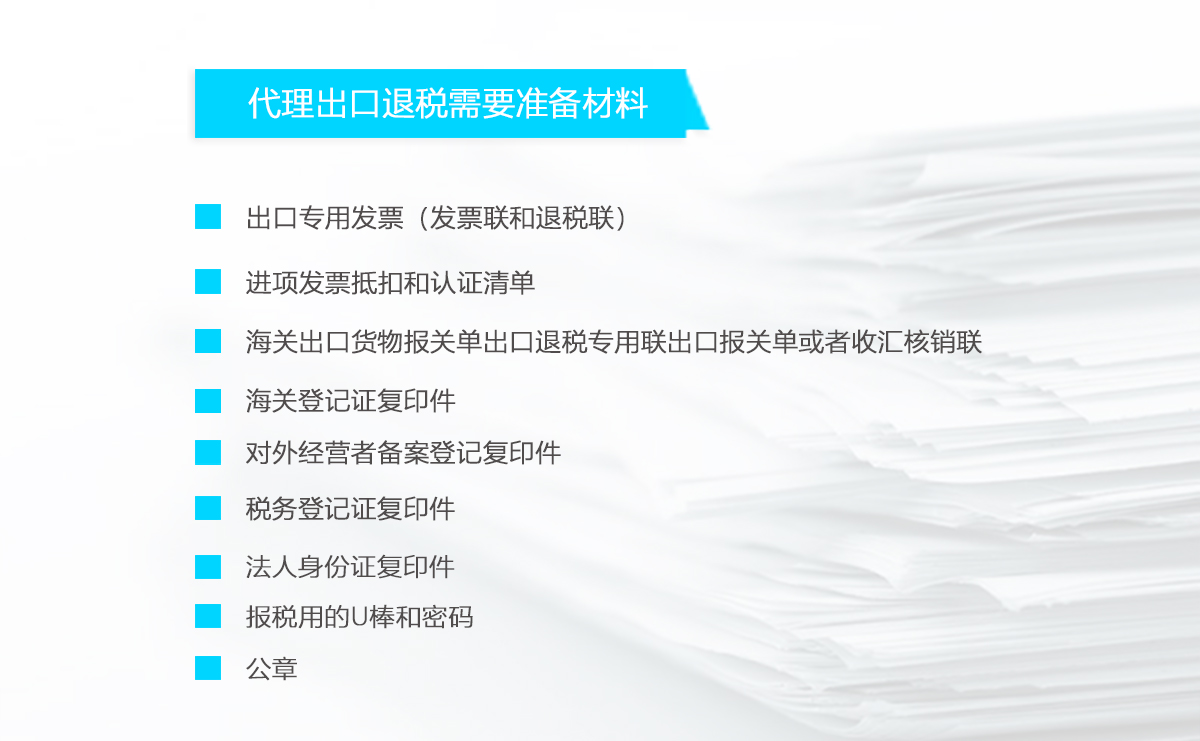 代理出口退税需要准备材料
出口专用发票（发票联和退税联）
进项发票抵扣和认证清单
海关出口货物报关单出口退税专用联出口报关单或者收汇核销联
海关登记证复印件
对外经营者备案登记复印件
税务登记证复印件
法人身份证复印件
报税用的U棒和密码
公章